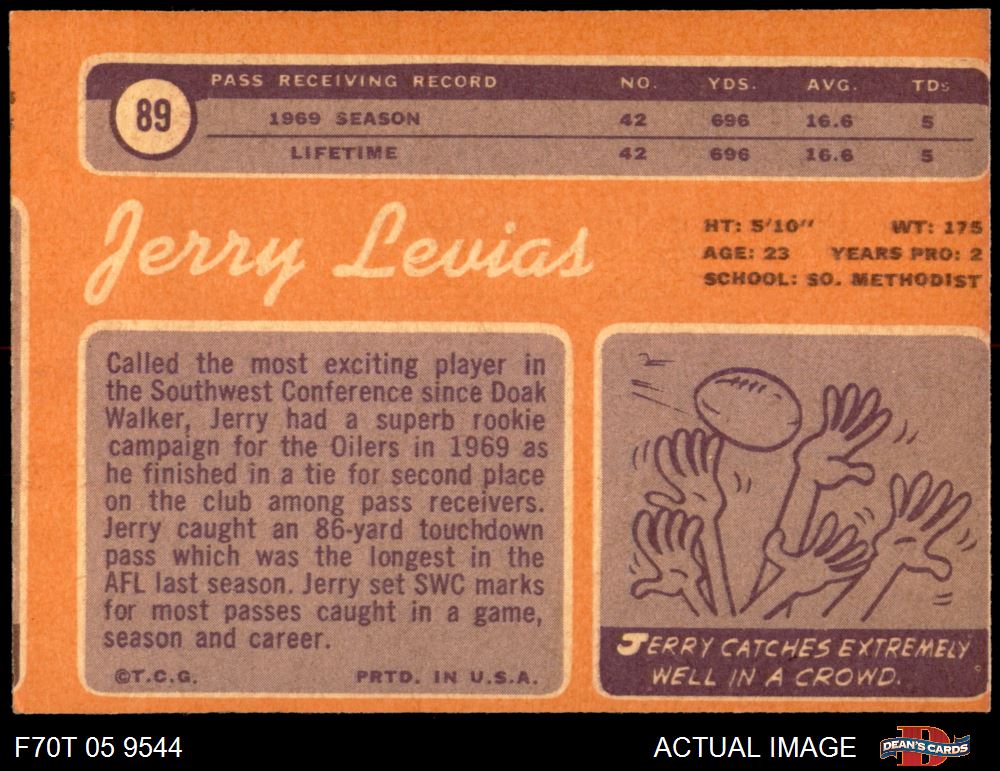 89
PASS RECEIVING RECORD NO. YDS. AVG. TDs
1969 SEASON 42 696 16.6 5
LIFETIME 42 696 16.6 5
Jerry Levias
HT: 5'10" WT: 175
AGE: 23 YEARS PRO: 2
SCHOOL: SO. METHODIST
Called the most exciting player in
the Southwest Conference since Doak
Walker, Jerry had a superb rookie
campaign for the Oilers in 1969 as
he finished in a tie for second place
on the club among pass receivers.
Jerry caught an 86-yard touchdown
pass which was the longest in the
AFL last season. Jerry set SWC marks
for most passes caught in a game,
season and career.
©T.C.G. PRTD. IN U.S.A.
JERRY CATCHES EXTREMELY
WELL IN A CROWD.
F70T 05 9544
ACTUAL IMAGE
DEAN'S CARDS